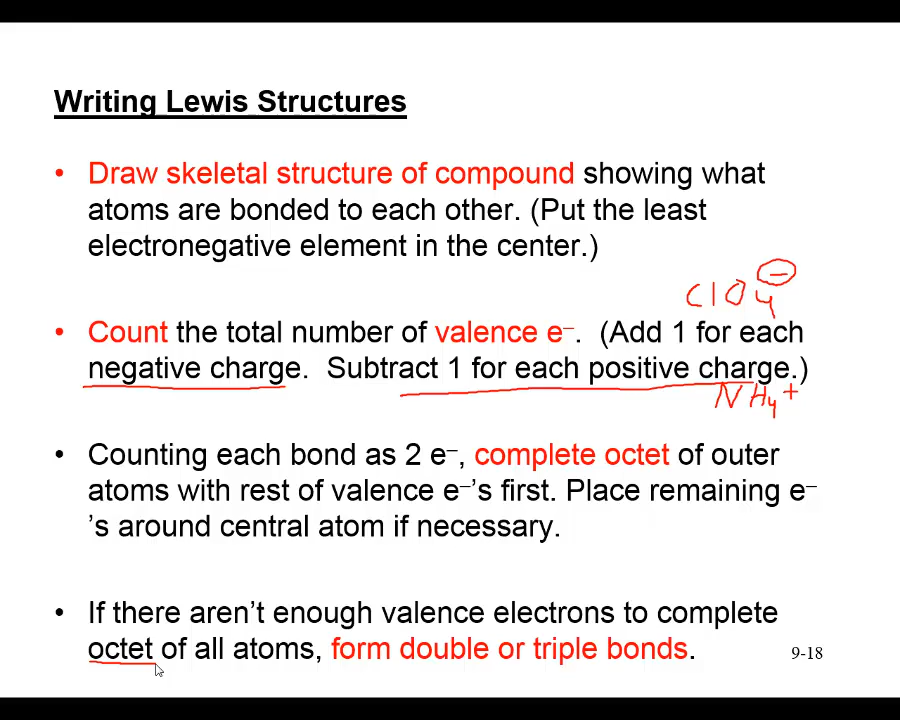 Writing Lewis Structures
• Draw skeletal structure of compound showing what
atoms are bonded to each other. (Put the least
electronegative element in the center.)
ClO4⁻
• Count the total number of valence e⁻. (Add 1 for each
negative charge. Subtract 1 for each positive charge.)
NH4+
• Counting each bond as 2 e⁻, complete octet of outer
atoms with rest of valence e⁻’s first. Place remaining e⁻
’s around central atom if necessary.
• If there aren’t enough valence electrons to complete
octet of all atoms, form double or triple bonds.
9-18